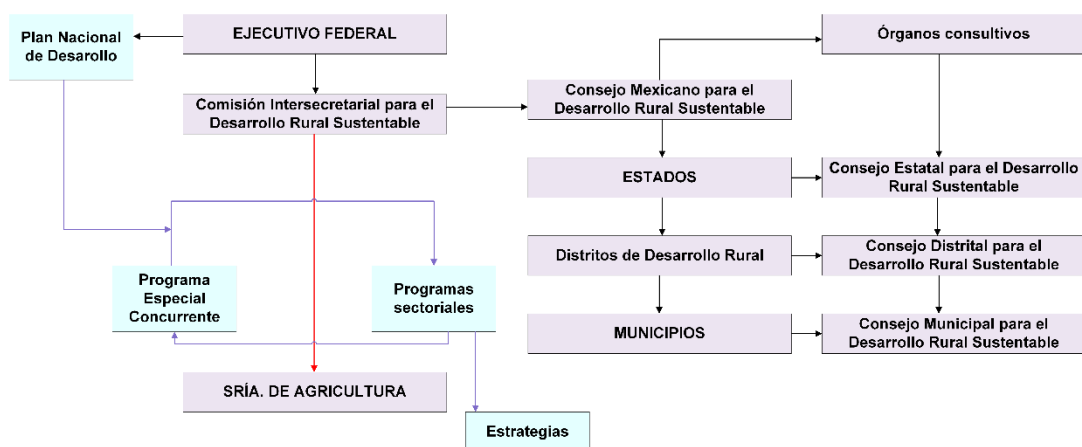 Plan Nacional
de Desarollo
EJECUTIVO FEDERAL
Órganos consultivos
Comisión Intersecretarial para el
Desarrollo Rural Sustentable
Consejo Mexicano para el
Desarrollo Rural Sustentable
ESTADOS
Consejo Estatal para el Desarrollo
Rural Sustentable
Distritos de Desarrollo Rural
Consejo Distrital para el
Desarrollo Rural Sustentable
Programa
Especial
Concurrente
Programas
sectoriales
MUNICIPIOS
Consejo Municipal para el
Desarrollo Rural Sustentable
SRÍA. DE AGRICULTURA
Estrategias